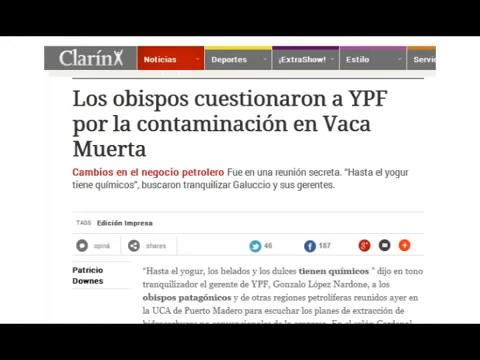 Clarín
Noticias
Deportes
¡ExtraShow!
Estilo
Servic
Los obispos cuestionaron a YPF
por la contaminación en Vaca
Muerta
Cambios en el negocio petrolero Fue en una reunión secreta. "Hasta el yogur
tiene químicos", buscaron tranquilizar Galuccio y sus gerentes.
TAGS Edición Impresa
opiná
shares
46
187
Patricio
Downes
"Hasta el yogur, los helados y los dulces tienen químicos " dijo en tono
tranquilizador el gerente de YPF, Gonzalo López Nardone, a los
obispos patagónicos y de otras regiones petrolíferas reunidos ayer en
la UCA de Puerto Madero para escuchar los planes de extracción de